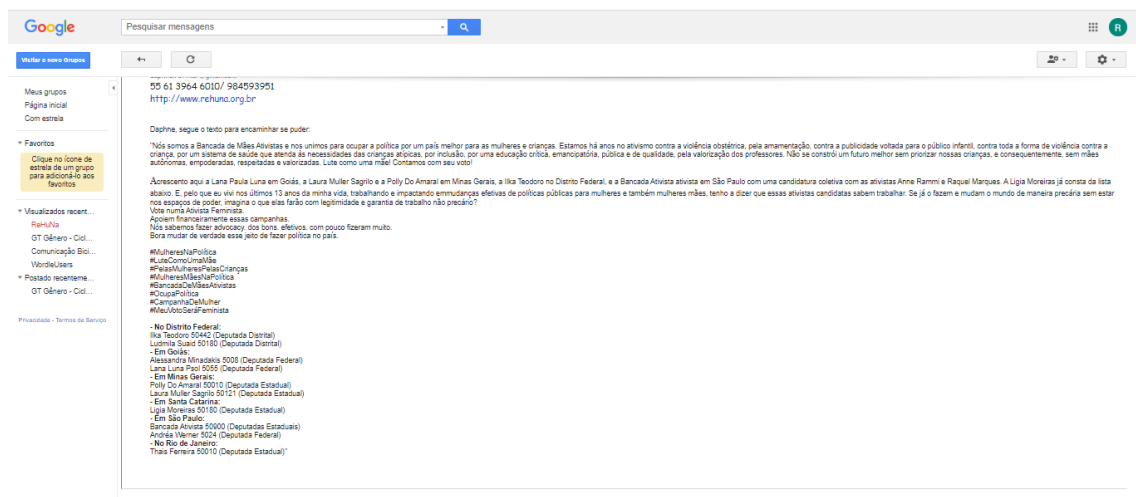 Google
Pesquisar mensagens
R
Visitar o novo Grupos
Meus grupos
Página inicial
Com estrela
Favoritos
Clique no ícone de
estrela de um grupo
para adicioná-lo aos
favoritos
Visualizados recent...
ReHuNa
GT Gênero - Cicl...
Comunicação Bici...
WordleUsers
Postado recenteme...
GT Gênero - Cicl...
Privacidade - Termos de Serviço
55 61 3964 6010/ 984593951
http://www.rehuna.org.br
Daphne, segue o texto para encaminhar se puder:
"Nós somos a Bancada de Mães Ativistas e nos unimos para ocupar a política por um país melhor para as mulheres e crianças. Estamos há anos no ativismo contra a violência obstétrica, pela amamentação, contra a publicidade voltada para o público infantil, contra toda a forma de violência contra a
criança, por um sistema de saúde que atenda às necessidades das crianças atípicas, por inclusão, por uma educação crítica, emancipatória, pública e de qualidade, pela valorização dos professores. Não se constrói um futuro melhor sem priorizar nossas crianças, e consequentemente, sem mães
autônomas, empoderadas, respeitadas e valorizadas. Lute como uma mãe! Contamos com seu voto!
Acrescento aqui a Lana Paula Luna em Goiás, a Laura Muller Sagrilo e a Polly Do Amaral em Minas Gerais, a Ilka Teodoro no Distrito Federal, e a Bancada Ativista ativista em São Paulo com uma candidatura coletiva com as ativistas Anne Rammi e Raquel Marques. A Ligia Moreiras já consta da lista
abaixo. E, pelo que eu vivi nos últimos 13 anos da minha vida, trabalhando e impactando emmudanças efetivas de políticas públicas para mulheres e também mulheres mães, tenho a dizer que essas ativistas candidatas sabem trabalhar. Se já o fazem e mudam o mundo de maneira precária sem estar
nos espaços de poder, imagina o que elas farão com legitimidade e garantia de trabalho não precário?
Vote numa Ativista Feminista.
Apoiem financeiramente essas campanhas.
Nós sabemos fazer advocacy. dos bons. efetivos. com pouco fizeram muito.
Bora mudar de verdade esse jeito de fazer política no país.
#MulheresNaPolítica
#LuteComoUmaMãe
#PelasMulheresPelasCrianças
#MulheresMãesNaPolítica
#BancadaDeMãesAtivistas
#OcupaPolítica
#CampanhaDeMulher
#MeuVotoSeráFeminista
- No Distrito Federal:
Ilka Teodoro 50442 (Deputada Distrital)
Ludmila Suaid 50180 (Deputada Distrital)
- Em Goiás:
Alessandra Minadakis 5008 (Deputada Federal)
Lana Luna Psol 5055 (Deputada Federal)
- Em Minas Gerais:
Polly Do Amaral 50010 (Deputada Estadual)
Laura Muller Sagrilo 50121 (Deputada Estadual)
- Em Santa Catarina:
Ligia Moreiras 50180 (Deputada Estadual)
- Em São Paulo:
Bancada Ativista 50900 (Deputadas Estaduais)
Andréa Werner 5024 (Deputada Federal)
- No Rio de Janeiro:
Thais Ferreira 50010 (Deputada Estadual)"